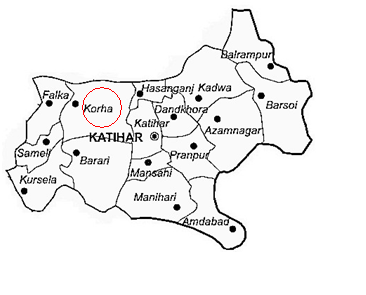 Balrampur
Falka
Hasanganj
Kadwa
Korha
Barsoi
Dandkhora
Katihar
Azamnagar
KATIHAR
Sameli
Barari
Pranpur
Mansahi
Kursela
Manihari
Amdabad